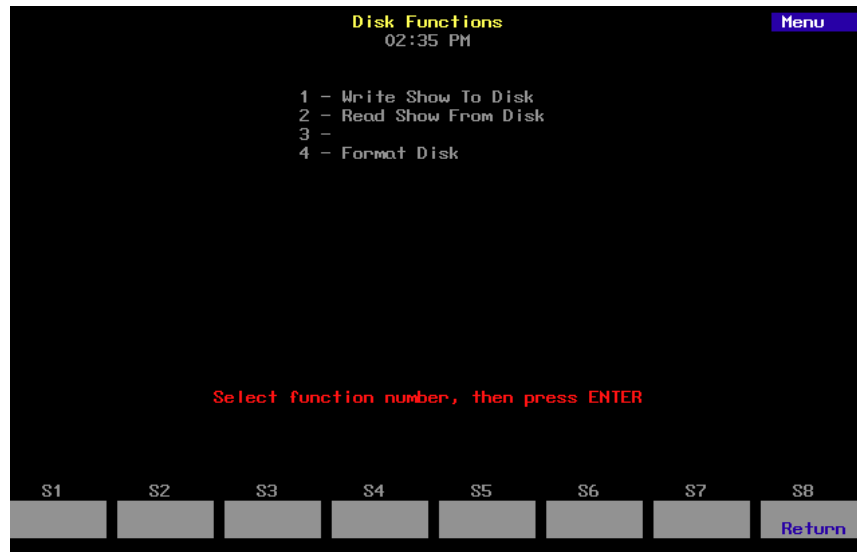 Disk Functions
Menu
02:35 PM
1 - Write Show To Disk
2 - Read Show From Disk
3 -
4 - Format Disk
Select function number, then press ENTER
S1 S2 S3 S4 S5 S6 S7 S8
Return